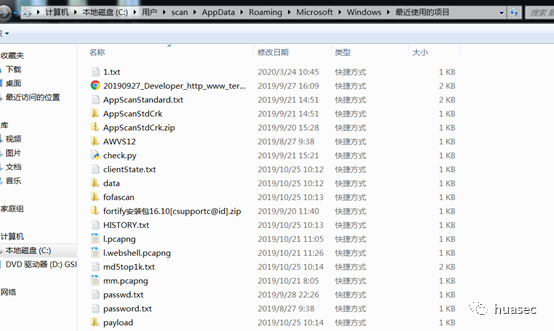 计算机 ▸ 本地磁盘 (C:) ▸ 用户 ▸ scan ▸ AppData ▸ Roaming ▸ Microsoft ▸ Windows ▸ 最近使用的项目
收藏夹
下载
桌面
最近访问的位置
库
视频
图片
文档
音乐
家庭组
计算机
本地磁盘 (C:)
DVD 驱动器 (D:) GSI
网络
名称 修改日期 类型 大小
1.txt 2020/3/24 10:45 快捷方式 1 KB
20190927_Developer_http_www_ter... 2019/9/27 16:09 快捷方式 2 KB
AppScanStandard.txt 2019/9/21 14:51 快捷方式 2 KB
AppScanStdCrk 2019/9/21 14:51 快捷方式 1 KB
AppScanStdCrk.zip 2019/9/20 15:28 快捷方式 1 KB
AWVS12 2019/8/27 9:38 快捷方式 1 KB
check.py 2019/9/21 15:21 快捷方式 1 KB
clientState.txt 2019/10/25 10:12 快捷方式 1 KB
data 2019/10/25 10:12 快捷方式 1 KB
fofascan 2019/10/25 10:13 快捷方式 1 KB
fortify安装包16.10[csupportc@id].zip 2019/9/20 11:40 快捷方式 1 KB
HISTORY.txt 2019/10/25 10:13 快捷方式 1 KB
l.pcapng 2019/10/21 11:05 快捷方式 1 KB
l.webshell.pcapng 2019/10/21 11:26 快捷方式 1 KB
md5top1k.txt 2019/10/25 10:14 快捷方式 2 KB
mm.pcapng 2019/10/21 8:05 快捷方式 1 KB
passwd.txt 2019/9/28 22:26 快捷方式 1 KB
password.txt 2019/8/27 9:38 快捷方式
payload 2019/10/25 10:14 快捷方式 1 KB
huasec